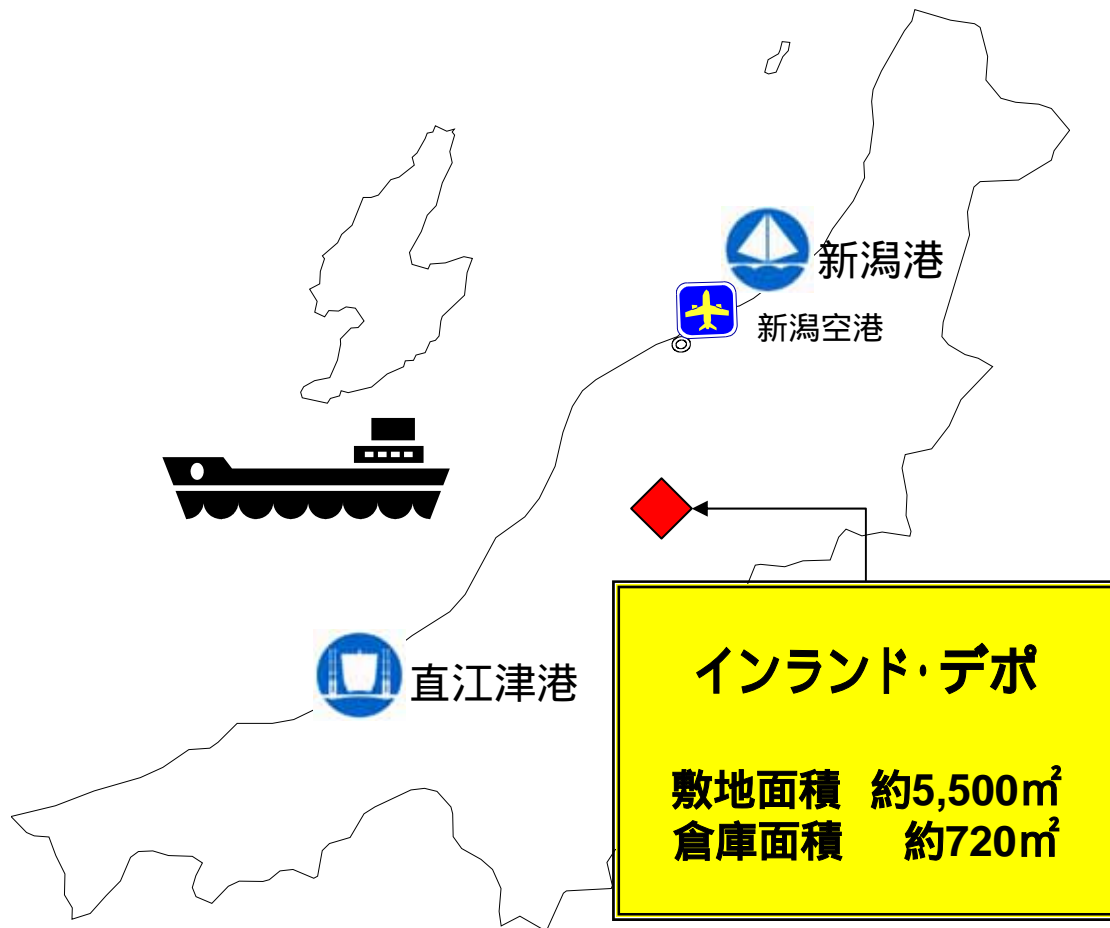 新潟港
新潟空港
直江津港
インランド・デポ
敷地面積 約5,500㎡
倉庫面積 約720㎡